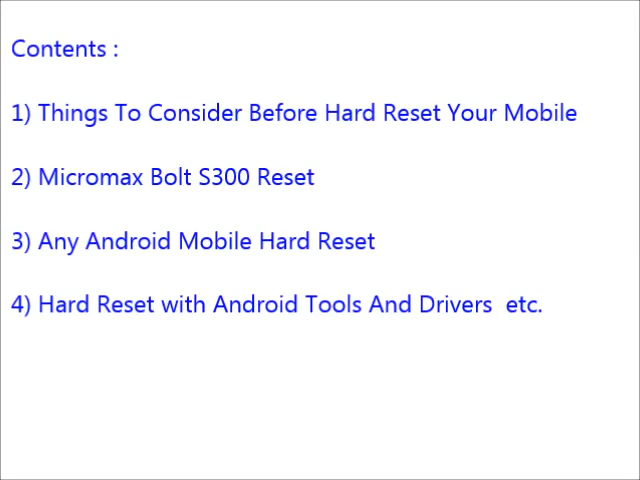 Contents :
1) Things To Consider Before Hard Reset Your Mobile
2) Micromax Bolt S300 Reset
3) Any Android Mobile Hard Reset
4) Hard Reset with Android Tools And Drivers  etc.